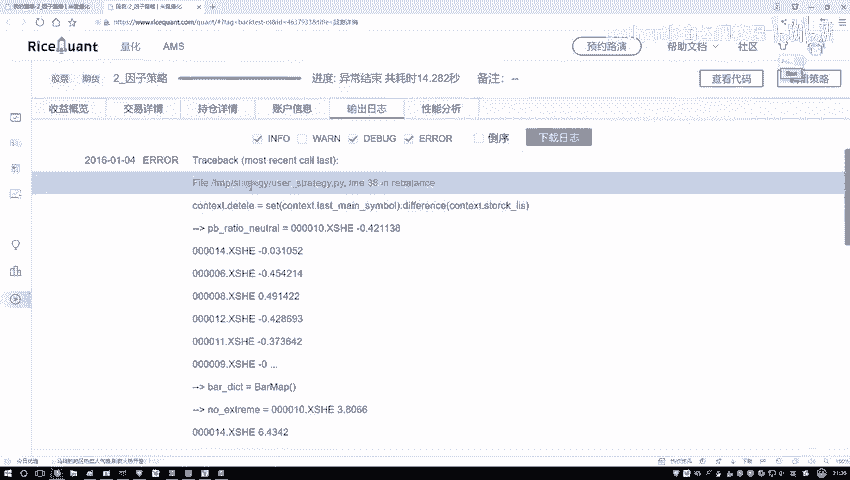 https://www.ricequant.com/quant/
RiceQuant 量化 AMS 预约路演 帮助文档 社区
股票 期货 2_因子策略 进度: 异常结束 共耗时14.282秒 备注: -- 查看代码 编辑策略
收益概览 交易详情 持仓详情 账户信息 输出日志 性能分析
INFO WARN DEBUG ERROR 倒序 下载日志
2016-01-04 ERROR Traceback (most recent call last):
File /tmp/strategy/user_strategy.py, line 38 in rebalance
context.detele = set(context.last_main_symbol).difference(context.storck_lis)
--> pb_ratio_neutral = 000010.XSHE -0.421138
000014.XSHE -0.031052
000006.XSHE -0.454214
000008.XSHE 0.491422
000012.XSHE -0.428693
000011.XSHE -0.373642
000009.XSHE -0 ...
--> bar_dict = BarMap()
--> no_extreme = 000010.XSHE 3.8066
000014.XSHE 6.4342